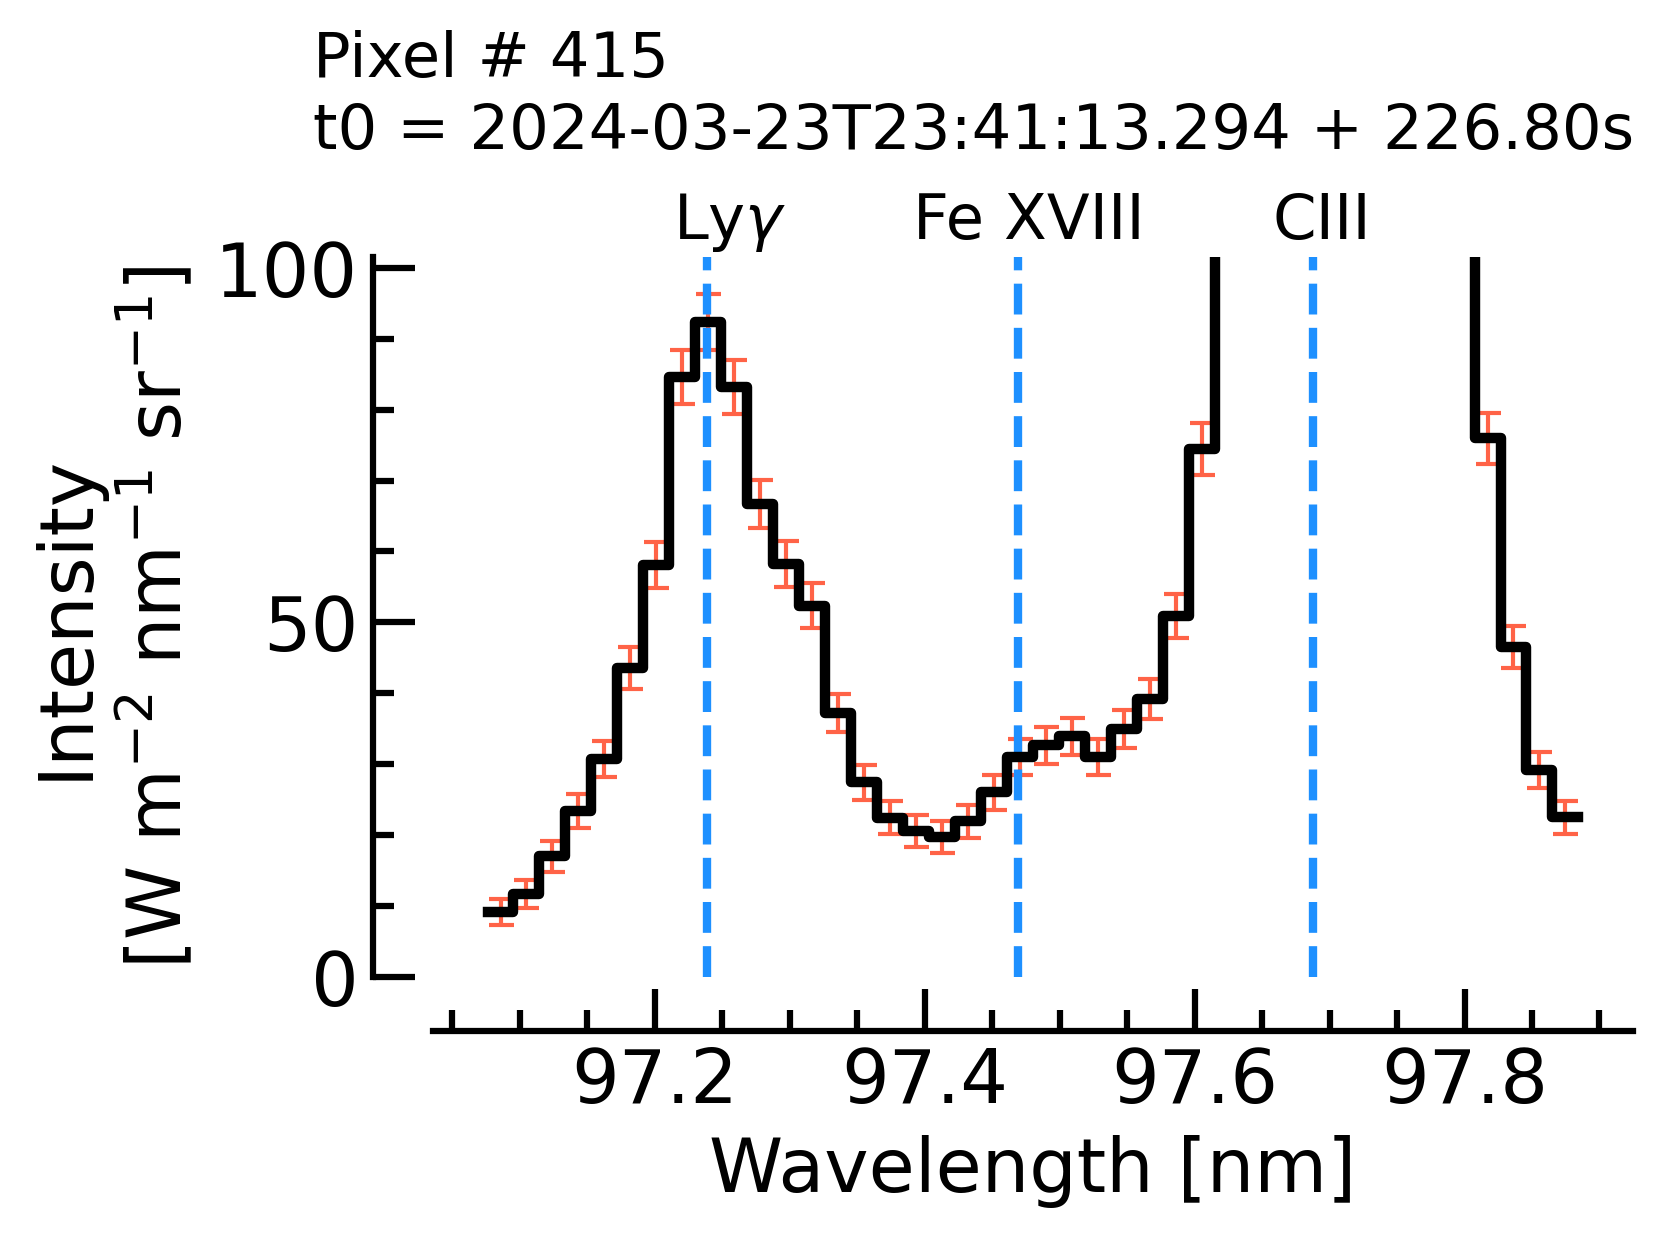 Pixel # 415
t0 = 2024-03-23T23:41:13.294 + 226.80s
Lyγ Fe XVIII CIII
Intensity
[W m⁻² nm⁻¹ sr⁻¹]
100
50
0
97.2 97.4 97.6 97.8
Wavelength [nm]